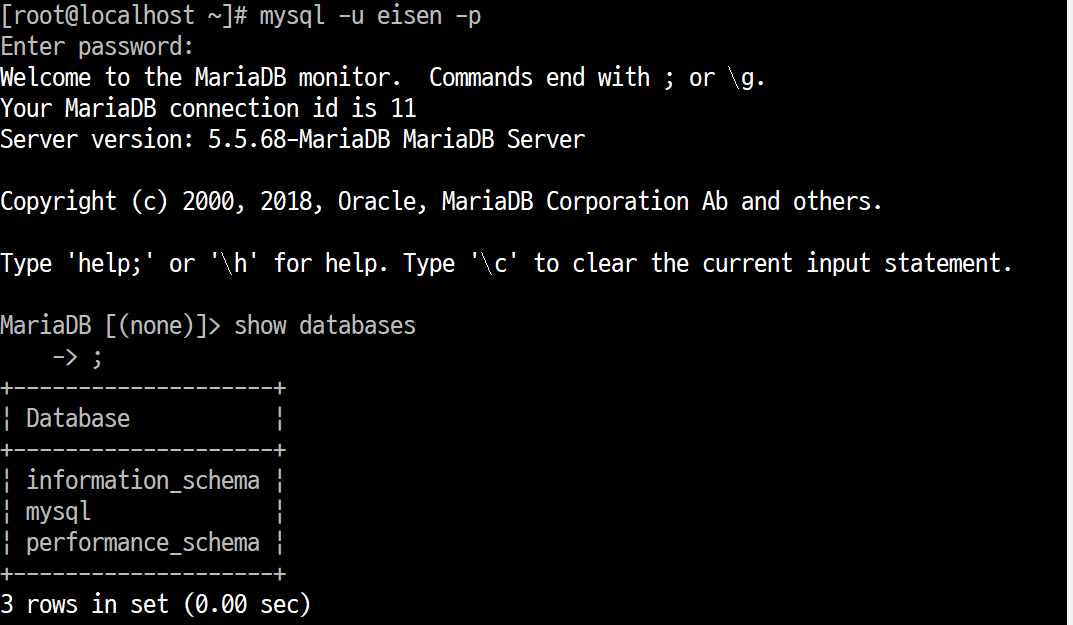 [root@localhost ~]# mysql -u eisen -p
Enter password:
Welcome to the MariaDB monitor.  Commands end with ; or \g.
Your MariaDB connection id is 11
Server version: 5.5.68-MariaDB MariaDB Server

Copyright (c) 2000, 2018, Oracle, MariaDB Corporation Ab and others.

Type 'help;' or '\h' for help. Type '\c' to clear the current input statement.

MariaDB [(none)]> show databases
    -> ;
+--------------------+
| Database           |
+--------------------+
| information_schema |
| mysql              |
| performance_schema |
+--------------------+
3 rows in set (0.00 sec)